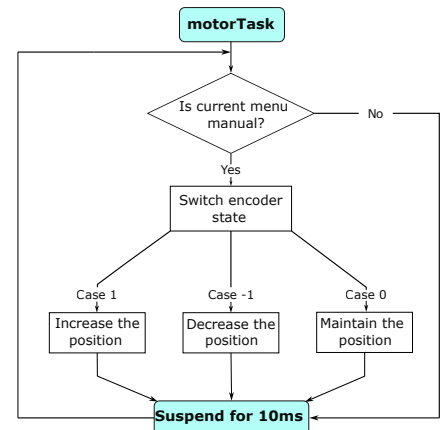 motorTask
Is current menu
manual?
No
Yes
Switch encoder
state
Case 1
Case -1
Case 0
Increase the
position
Decrease the
position
Maintain the
position
Suspend for 10ms